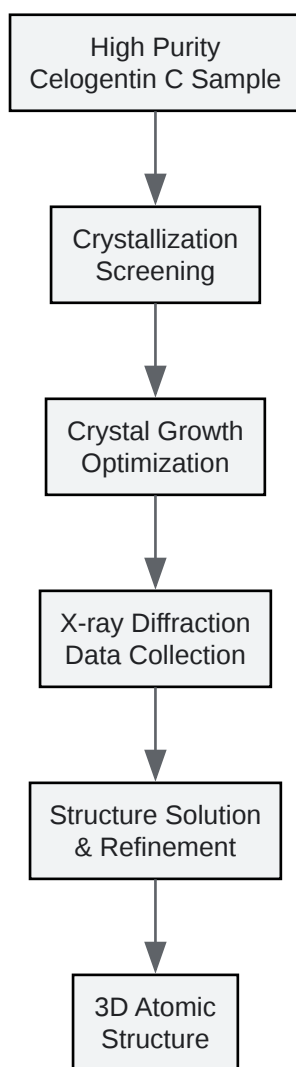 High Purity
Celogentin C Sample
Crystallization
Screening
Crystal Growth
Optimization
X-ray Diffraction
Data Collection
Structure Solution
& Refinement
3D Atomic
Structure